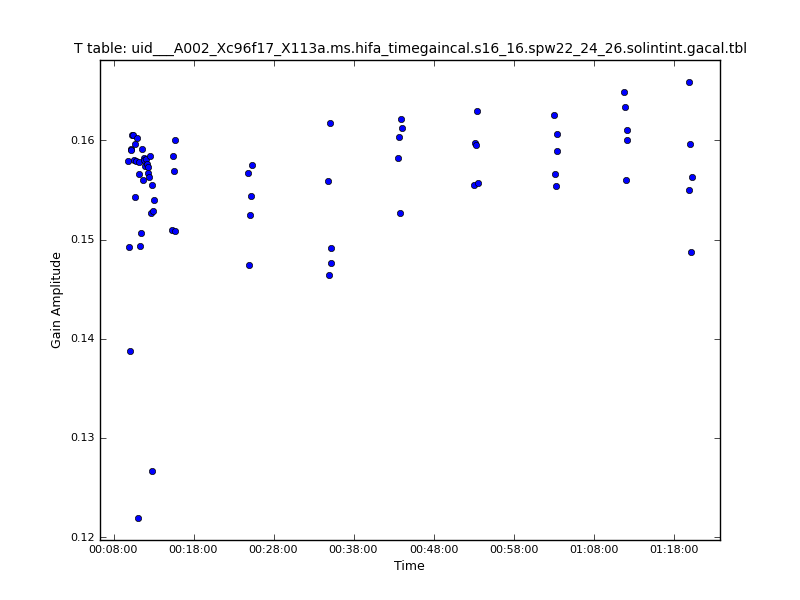 T table: uid___A002_Xc96f17_X113a.ms.hifa_timegaincal.s16_16.spw22_24_26.solintint.gacal.tbl
Gain Amplitude
0.16
0.15
0.14
0.13
0.12
00:08:00 00:18:00 00:28:00 00:38:00 00:48:00 00:58:00 01:08:00 01:18:00
Time